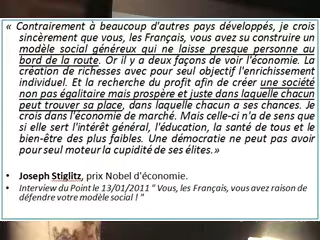 « Contrairement à beaucoup d'autres pays développés, je crois
sincèrement que vous, les Français, vous avez su construire un
modèle social généreux qui ne laisse presque personne au
bord de la route. Or il y a deux façons de voir l'économie. La
création de richesses avec pour seul objectif l'enrichissement
individuel. Et la recherche du profit afin de créer une société
non pas égalitaire mais prospère et juste dans laquelle chacun
peut trouver sa place, dans laquelle chacun a ses chances. Je
crois dans l'économie de marché. Mais celle-ci n'a de sens que
si elle sert l'intérêt général, l'éducation, la santé de tous et le
bien-être des plus faibles. Une démocratie ne peut pas avoir
pour seul moteur la cupidité de ses élites.»
• Joseph Stiglitz, prix Nobel d'économie.
• Interview du Point le 13/01/2011 " Vous, les Français, vous avez raison de
défendre votre modèle social ! "